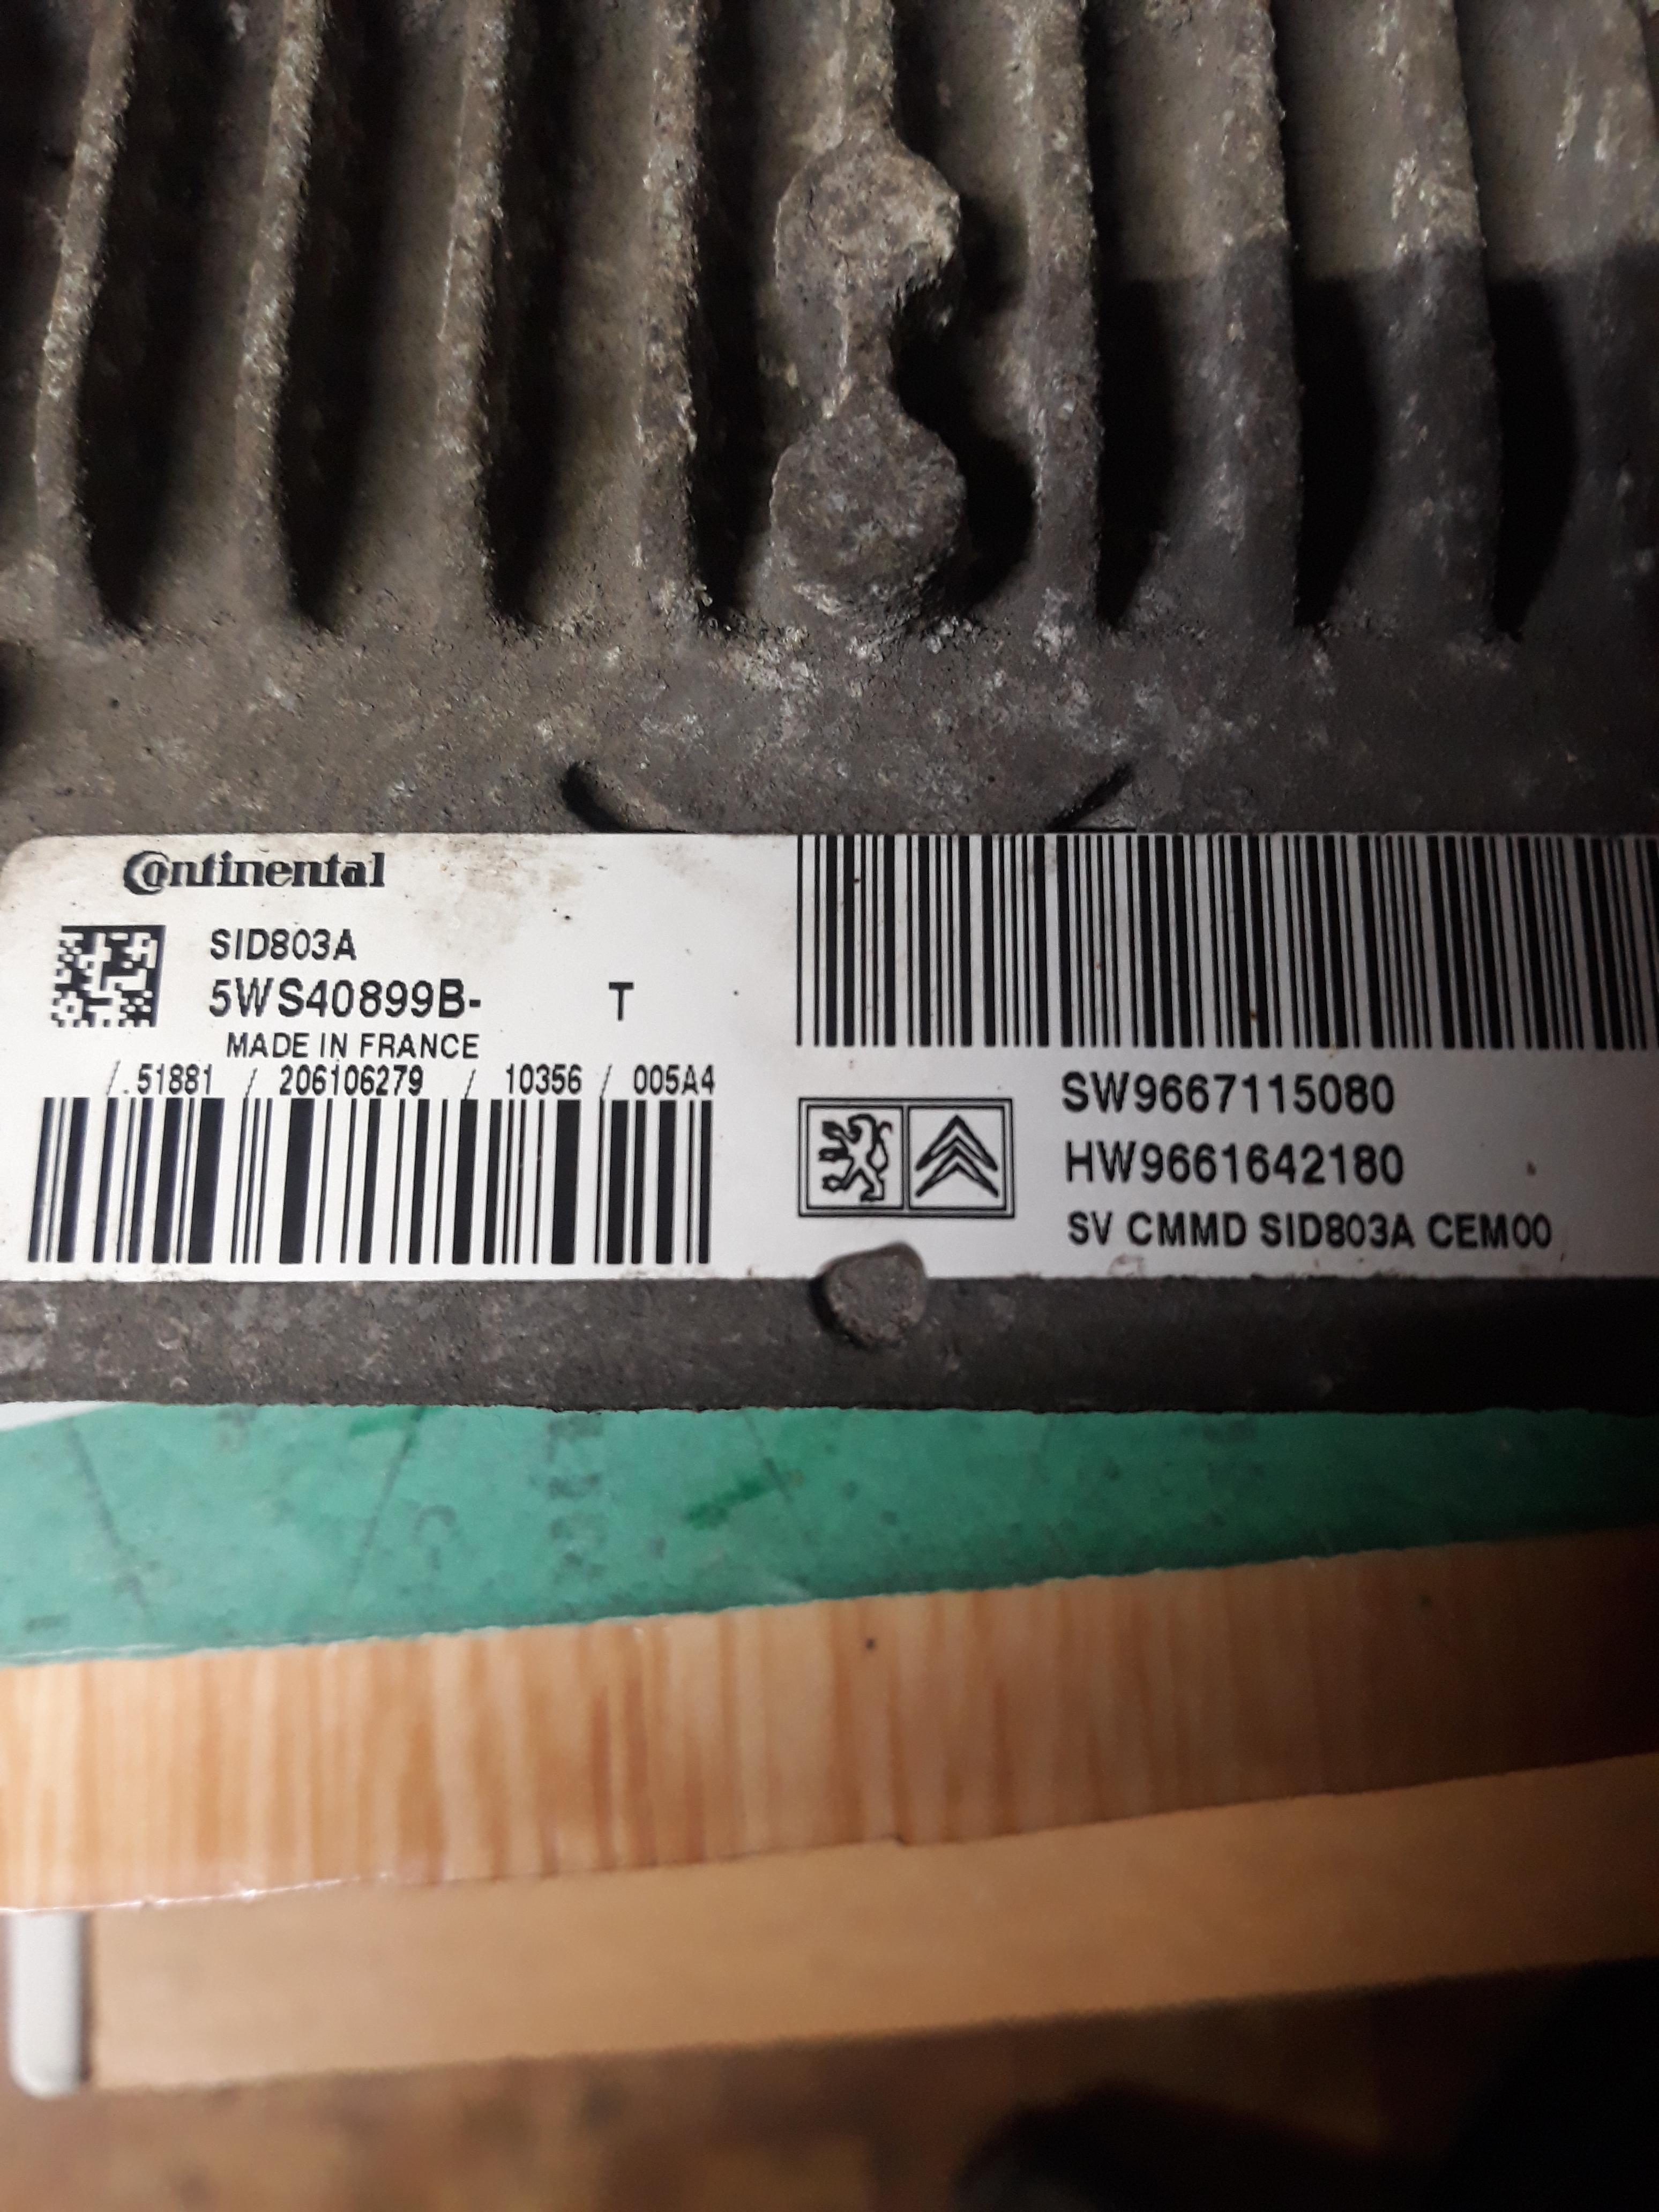 Continental
SID803A
5WS40899B- T
MADE IN FRANCE
/.51881 / 206106279 / 10356 / 005A4
SW9667115080
HW9661642180
SV CMMD SID803A CEM00